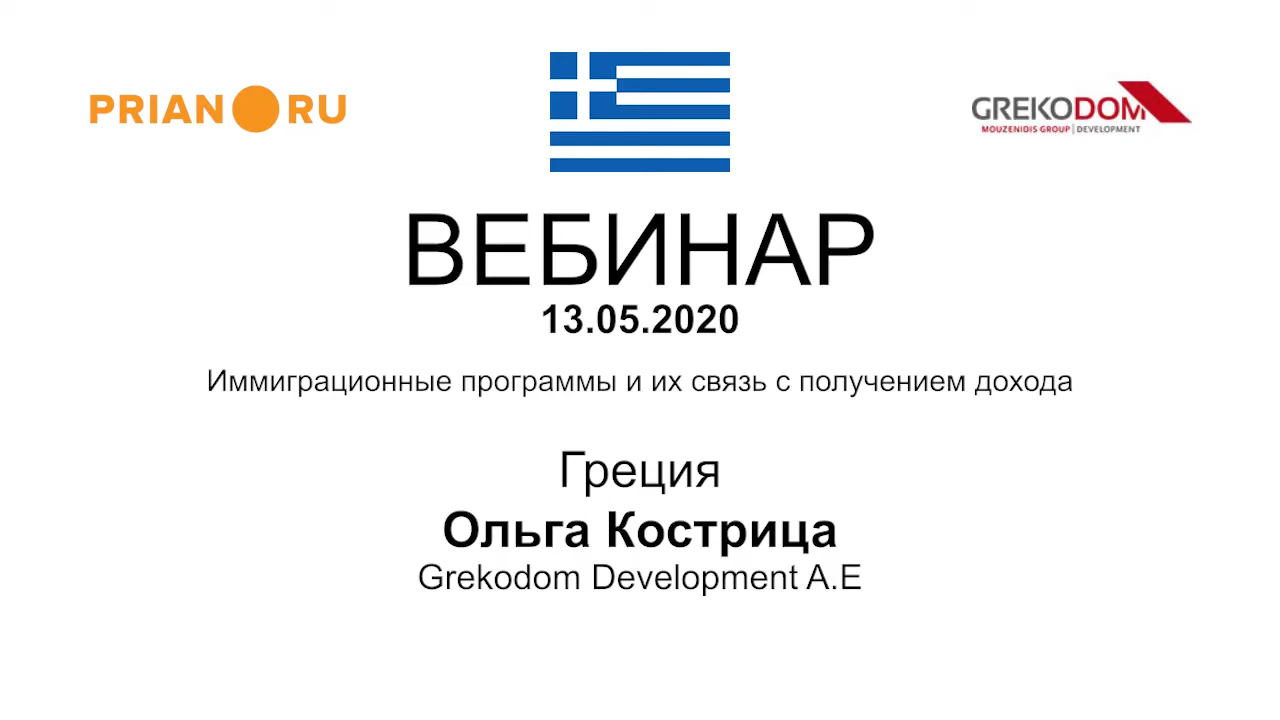 PRIAN RU
GREKODOM
MOUZENIDIS GROUP | DEVELOPMENT
ВЕБИНАР
13.05.2020
Иммиграционные программы и их связь с получением дохода
Греция
Ольга Кострица
Grekodom Development A.E